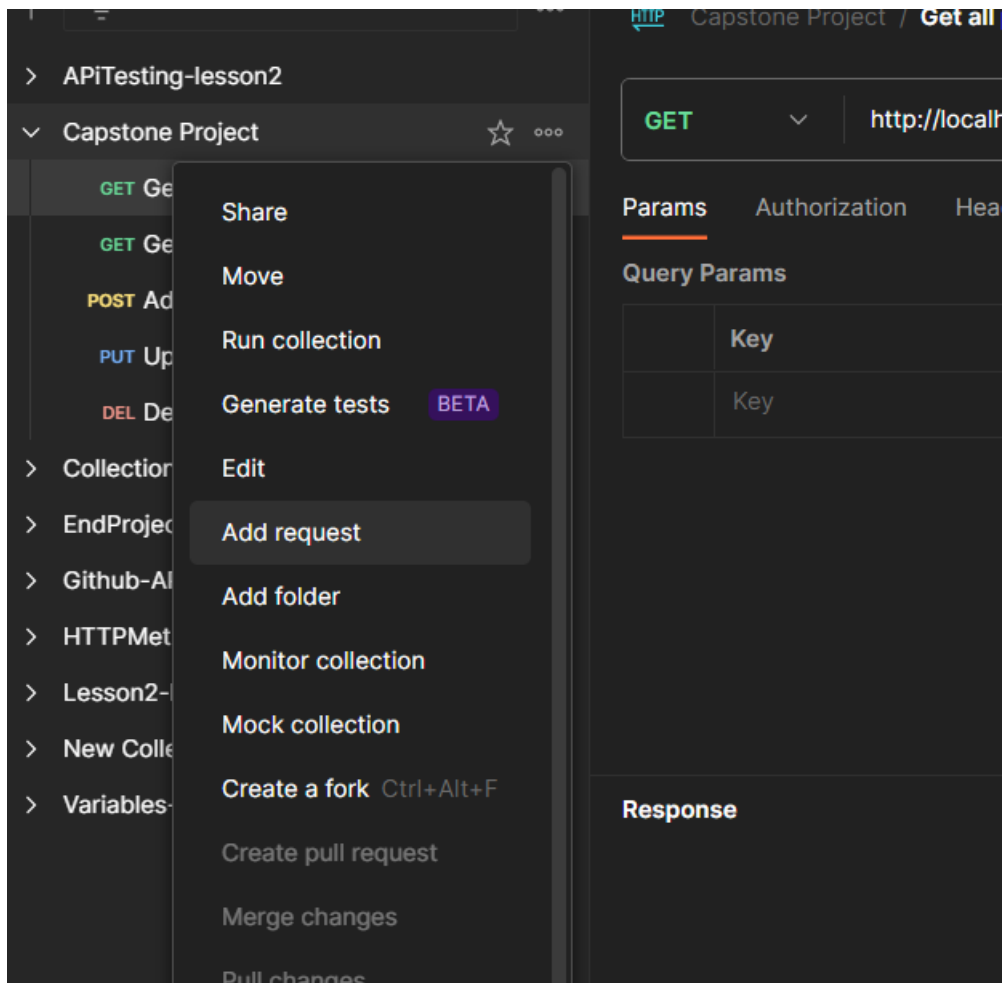 HTTP Capstone Project / Get all
APiTesting-lesson2
Capstone Project
GET http://localh
GET Ge
Share
Params Authorization Hea
GET Ge
Move
Query Params
POST Ad
Run collection
Key
PUT Up
Generate tests BETA
Key
DEL De
Collection
Edit
EndProjec
Add request
Github-AP
Add folder
HTTPMet
Monitor collection
Lesson2-
Mock collection
New Colle
Create a fork Ctrl+Alt+F
Variables-
Response
Create pull request
Merge changes
Pull changes